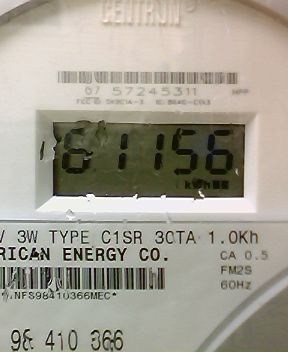 CENTRON®
07 57245311
61156
kWh
V 3W TYPE C1SR 30TA 1.0Kh
RICAN ENERGY CO. CA 0.5
FM2S
*NFS98410366MEC* 60Hz
98 410 366